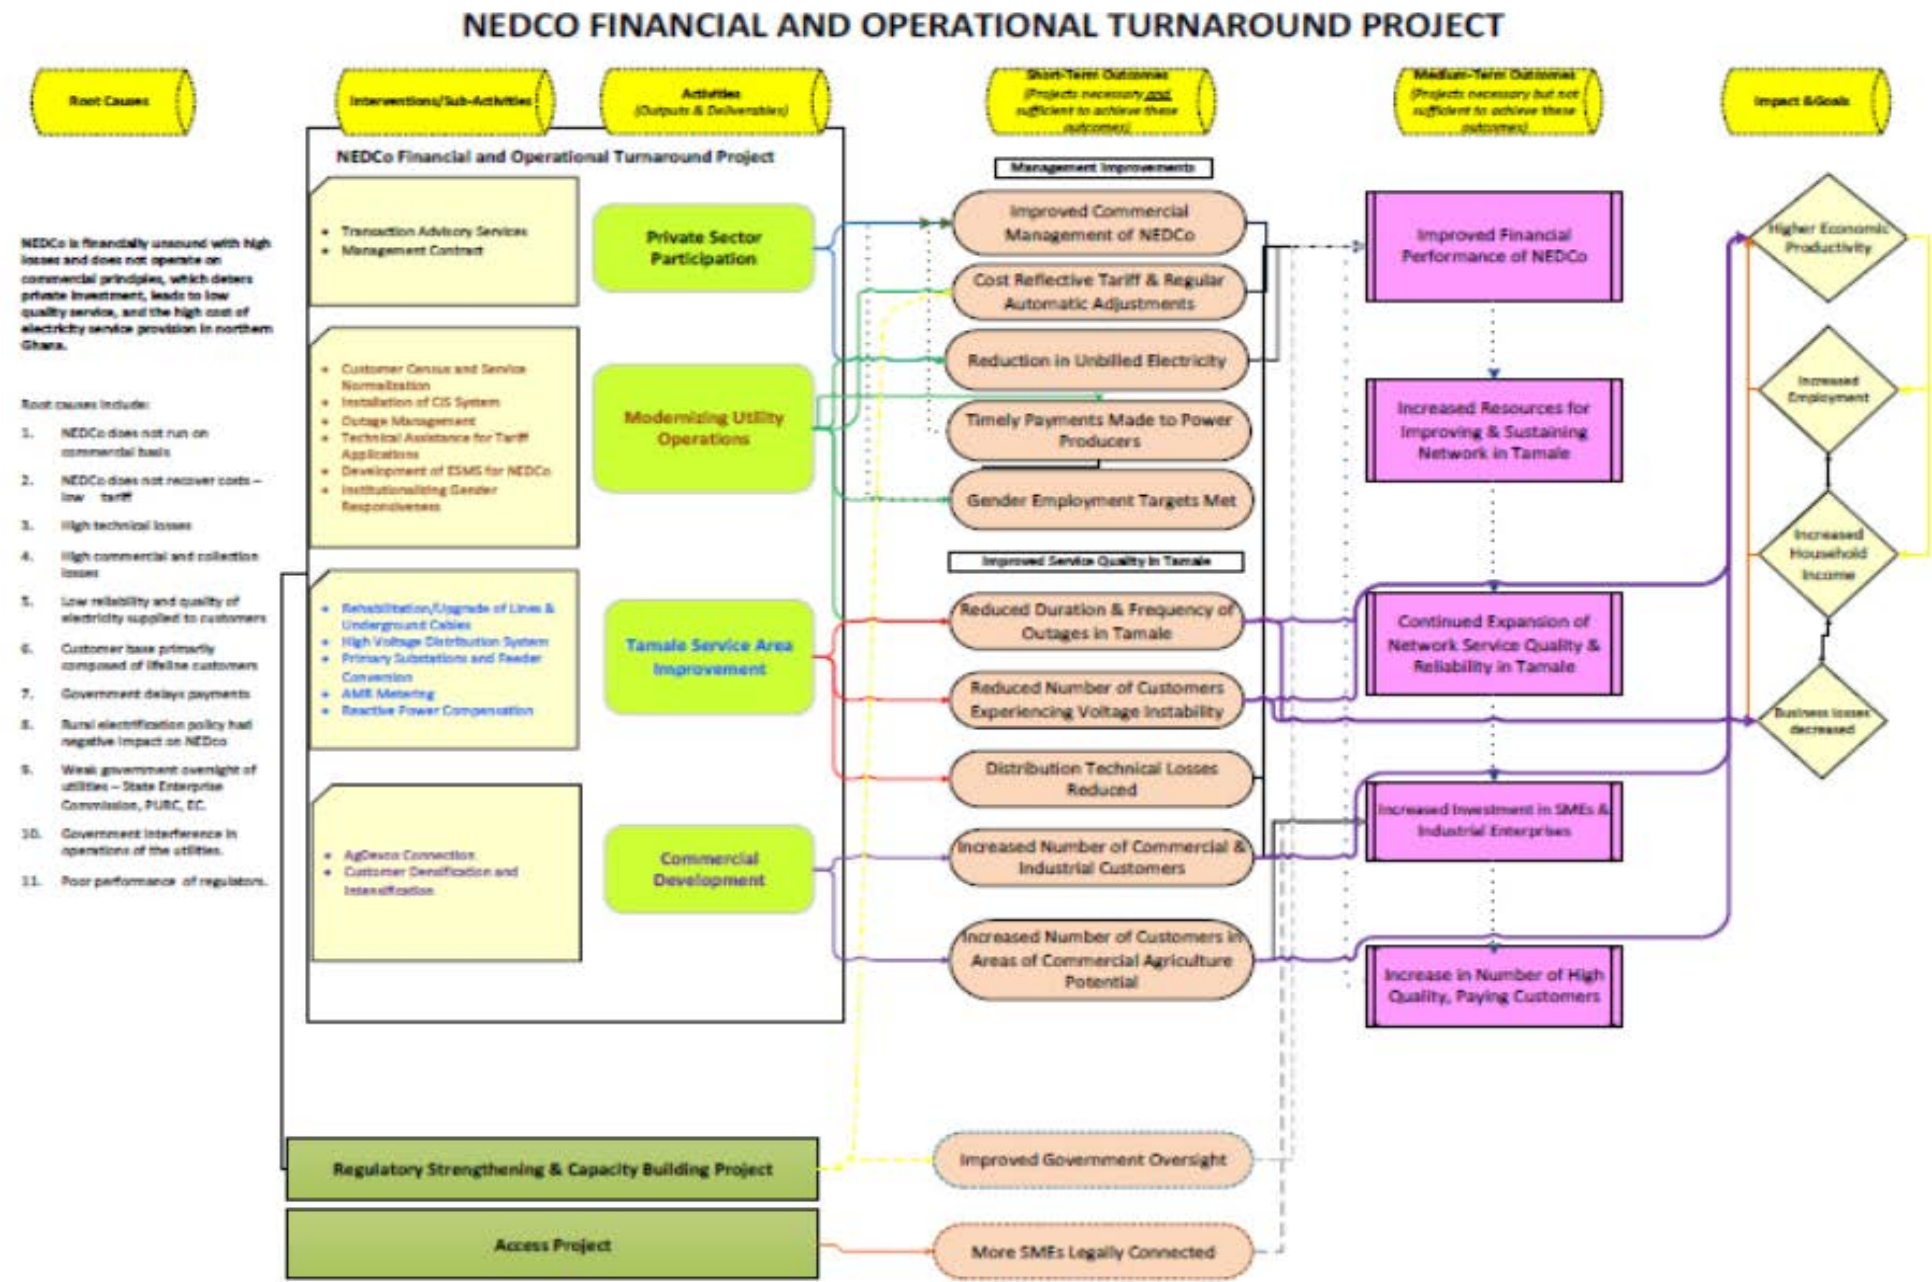 NEDCO FINANCIAL AND OPERATIONAL TURNAROUND PROJECT
Root Causes
Interventions/Sub-Activities
Activities
(Outputs & Deliverables)
Short-Term Outcomes
(Projects necessary and
sufficient to achieve these
outcomes)
Medium-Term Outcomes
(Projects necessary but not
sufficient to achieve these
outcomes)
Impact &Goals
NEDCo is financially unsound with high
losses and does not operate on
commercial principles, which deters
private investment, leads to low
quality service, and the high cost of
electricity service provision in northern
Ghana.
Root causes include:
1. NEDCo does not run on
commercial basis
2. NEDCo does not recover costs –
low tariff
3. High technical losses
4. High commercial and collection
losses
5. Low reliability and quality of
electricity supplied to customers
6. Customer base primarily
composed of lifeline customers
7. Government delays payments
8. Rural electrification policy had
negative impact on NEDco
9. Weak government oversight of
utilities – State Enterprise
Commission, PURC, EC.
10. Government interference in
operations of the utilities.
11. Poor performance of regulators.
NEDCo Financial and Operational Turnaround Project
• Transaction Advisory Services
• Management Contract
• Customer Census and Service
Normalization
• Installation of CIS System
• Outage Management
• Technical Assistance for Tariff
Applications
• Development of ESMS for NEDCo
• Institutionalizing Gender
Responsiveness
• Rehabilitation/Upgrade of Lines &
Underground Cables
• High Voltage Distribution System
• Primary Substations and Feeder
Conversion
• AMR Metering
• Reactive Power Compensation
• AgDevco Connection
• Customer Densification and
Intensification
Private Sector
Participation
Modernizing Utility
Operations
Tamale Service Area
Improvement
Commercial
Development
Management Improvements
Improved Commercial
Management of NEDCo
Cost Reflective Tariff & Regular
Automatic Adjustments
Reduction in Unbilled Electricity
Timely Payments Made to Power
Producers
Gender Employment Targets Met
Improved Service Quality in Tamale
Reduced Duration & Frequency of
Outages in Tamale
Reduced Number of Customers
Experiencing Voltage Instability
Distribution Technical Losses
Reduced
Increased Number of Commercial &
Industrial Customers
Increased Number of Customers in
Areas of Commercial Agriculture
Potential
Improved Financial
Performance of NEDCo
Increased Resources for
Improving & Sustaining
Network in Tamale
Continued Expansion of
Network Service Quality &
Reliability in Tamale
Increased Investment in SMEs &
Industrial Enterprises
Increase in Number of High
Quality, Paying Customers
Higher Economic
Productivity
Increased
Employment
Increased
Household
Income
Business losses
decreased
Regulatory Strengthening & Capacity Building Project
Improved Government Oversight
Access Project
More SMEs Legally Connected